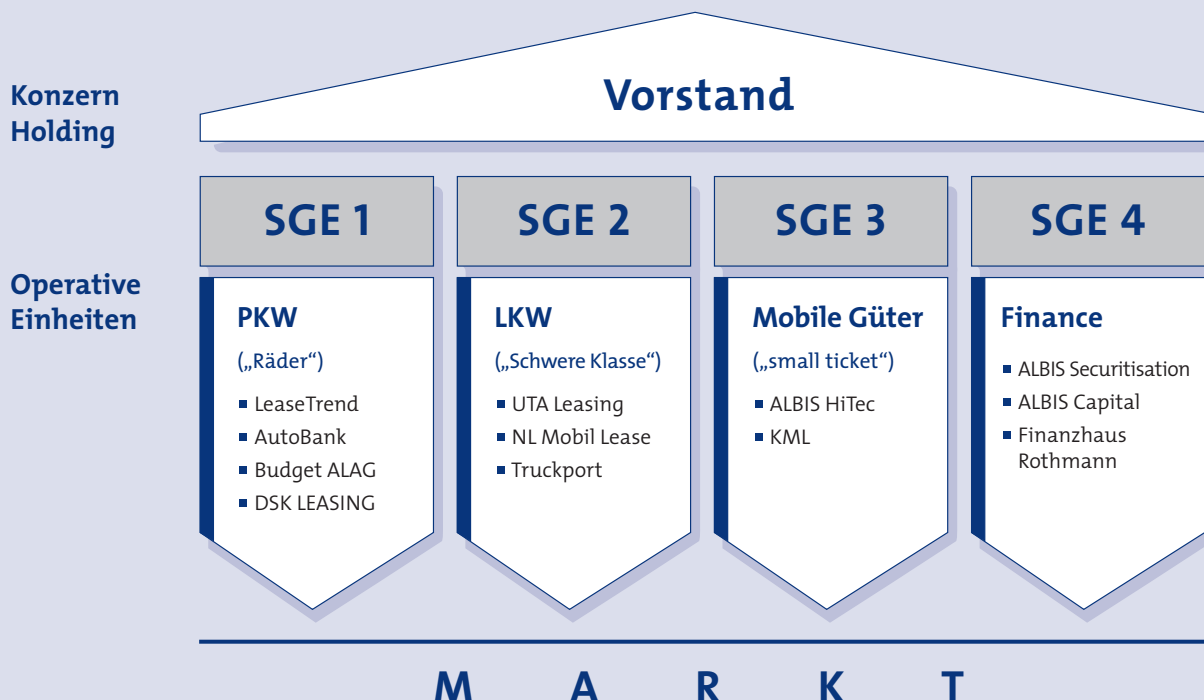 Konzern
Holding
Vorstand
SGE 1
SGE 2
SGE 3
SGE 4
Operative
Einheiten
PKW
(„Räder“)
LeaseTrend
AutoBank
Budget ALAG
DSK LEASING
LKW
(„Schwere Klasse“)
UTA Leasing
NL Mobil Lease
Truckport
Mobile Güter
(„small ticket“)
ALBIS HiTec
KML
Finance
ALBIS Securitisation
ALBIS Capital
Finanzhaus
Rothmann
M A R K T